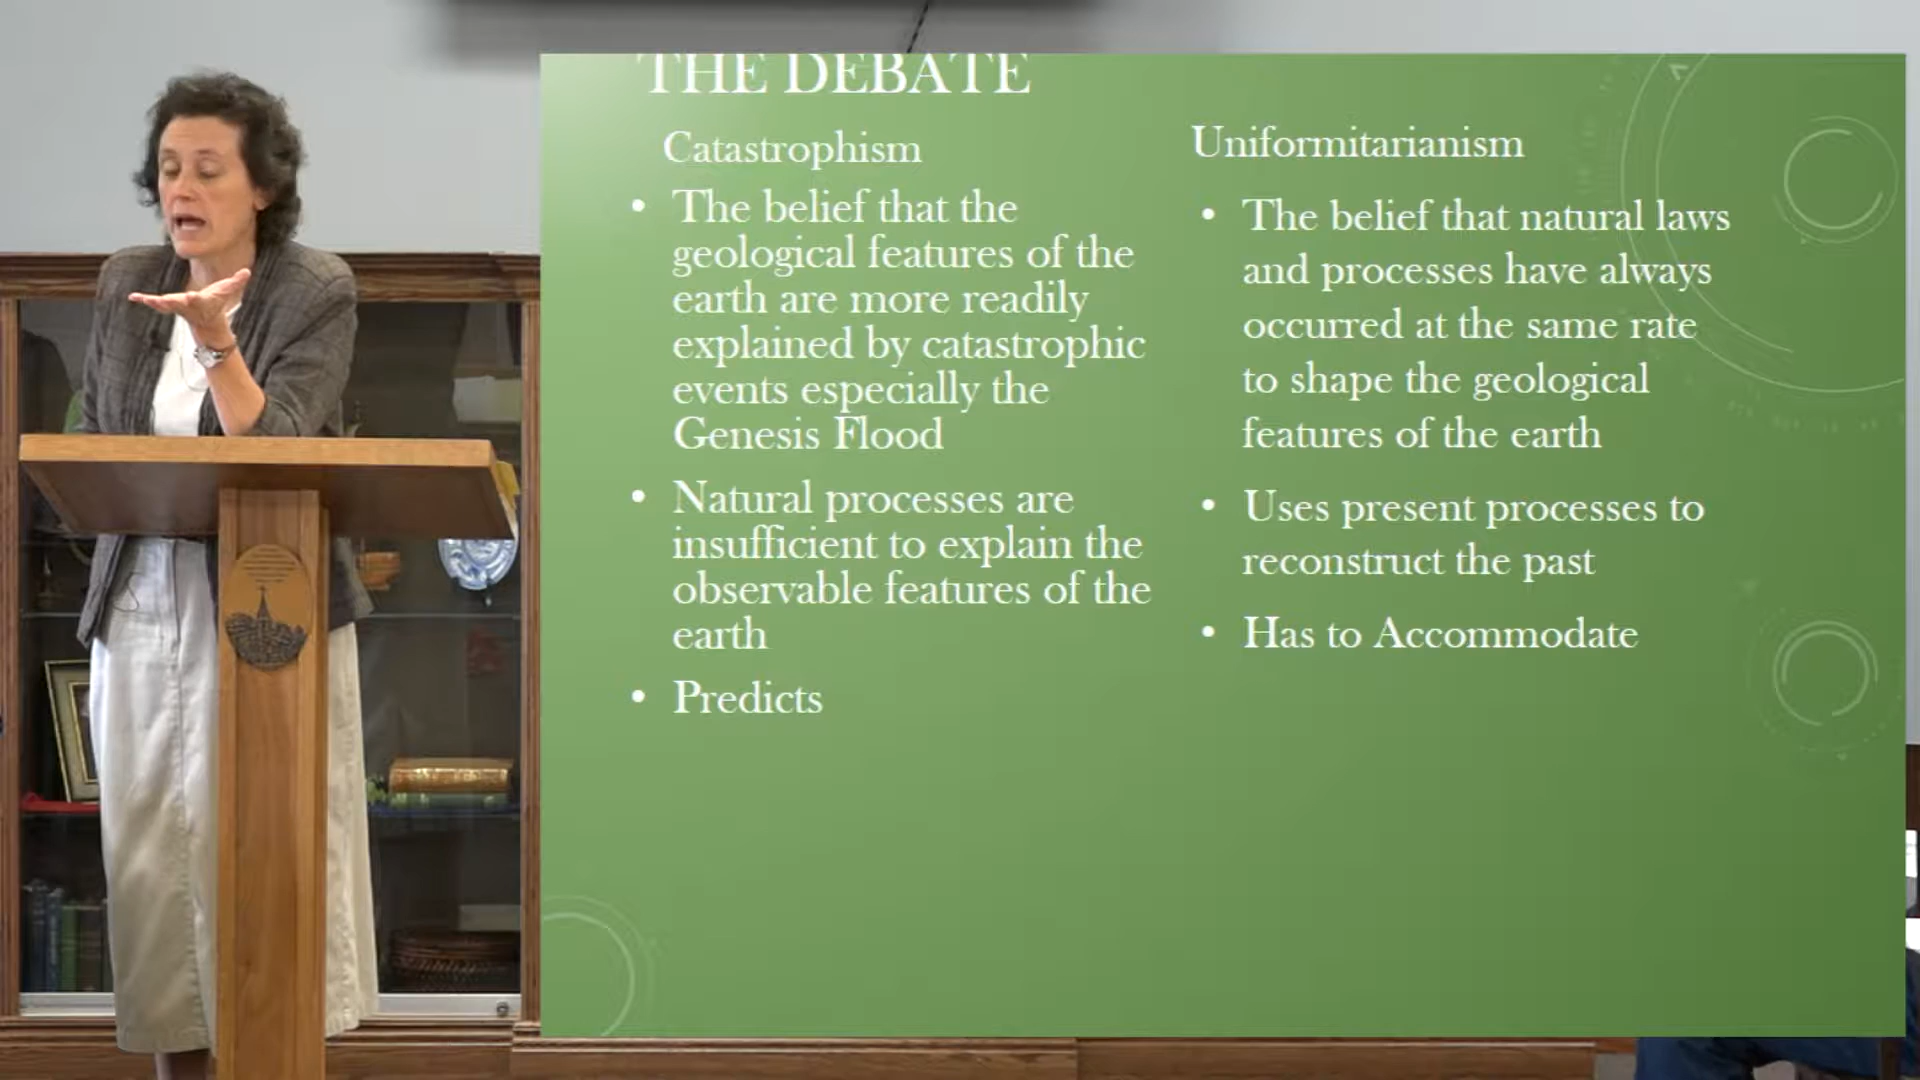 THE DEBATE
Catastrophism
• The belief that the
geological features of the
earth are more readily
explained by catastrophic
events especially the
Genesis Flood
• Natural processes are
insufficient to explain the
observable features of the
earth
• Predicts
Uniformitarianism
• The belief that natural laws
and processes have always
occurred at the same rate
to shape the geological
features of the earth
• Uses present processes to
reconstruct the past
• Has to Accommodate